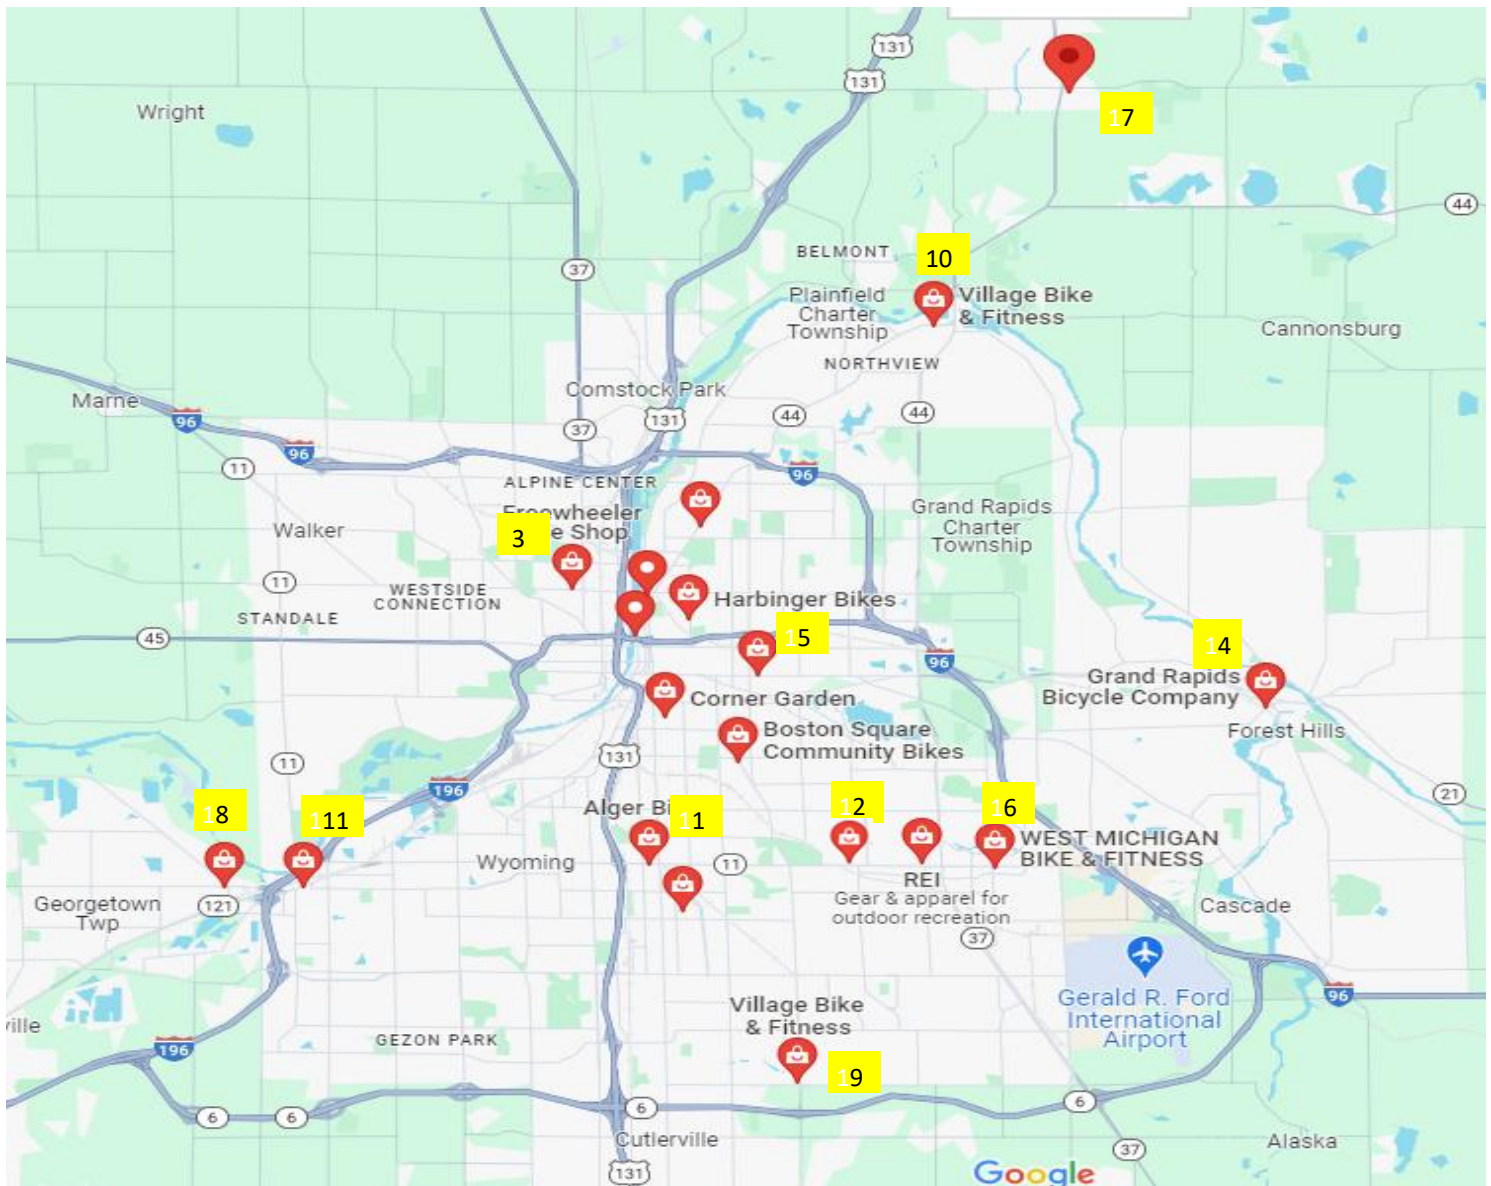 131
131
17
Wright
44
BELMONT
10
37
Plainfield
Charter
Township
Village Bike
& Fitness
Cannonsburg
NORTHVIEW
Comstock Park
Marne
96
131
44
44
44
37
96
11
96
ALPINE CENTER
Freewheeler
e Shop
3
Walker
Grand Rapids
Charter
Township
11
WESTSIDE
CONNECTION
STANDALE
Harbinger Bikes
45
15
14
96
Grand Rapids
Bicycle Company
Corner Garden
Forest Hills
Boston Square
Community Bikes
131
11
196
21
18
111
Alger Bi
11
12
16
Wyoming
11
WEST MICHIGAN
BIKE & FITNESS
REI
Gear & apparel for
outdoor recreation
Georgetown
Twp
121
Cascade
37
Village Bike
& Fitness
Gerald R. Ford
International
Airport
96
ville
GEZON PARK
196
19
6
6
6
6
Cutlerville
Alaska
37
131
Google